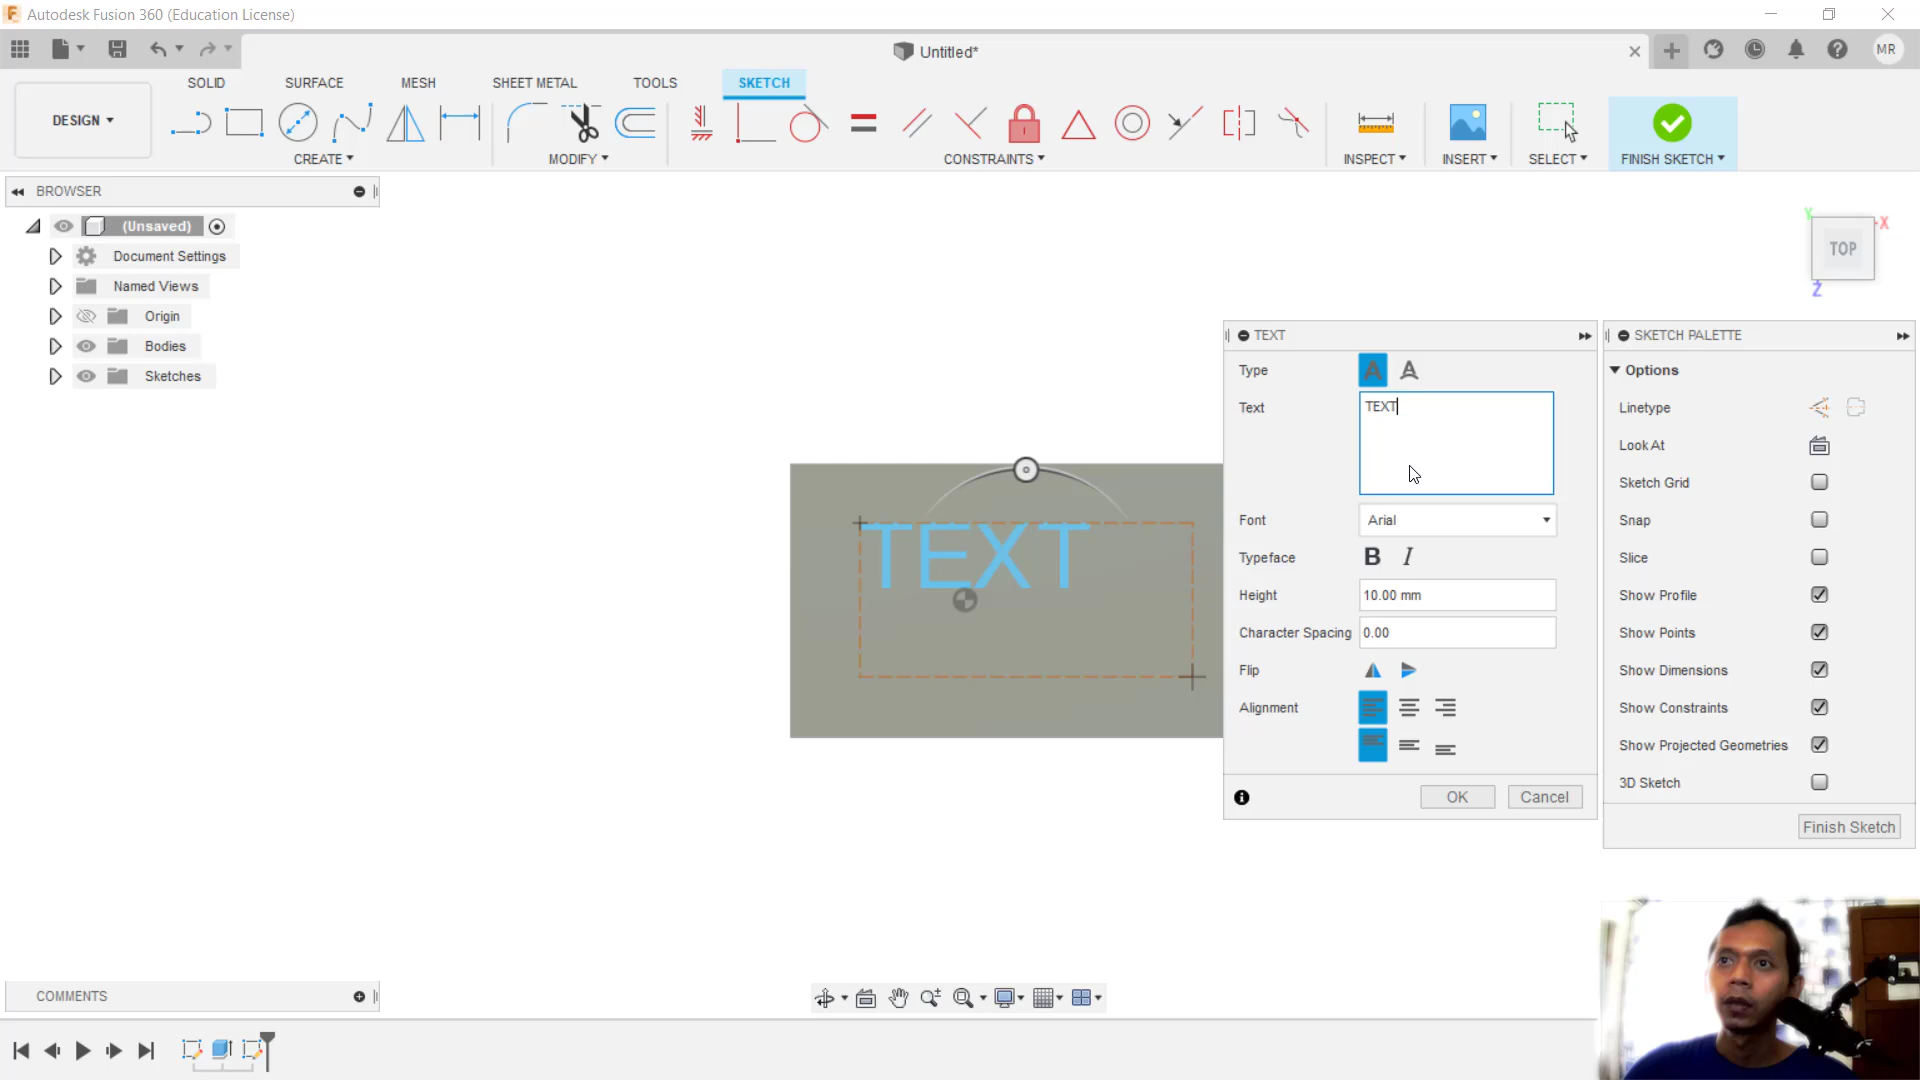 Autodesk Fusion 360 (Education License)
Untitled*
MR
DESIGN
SOLID
SURFACE
MESH
SHEET METAL
TOOLS
SKETCH
CREATE
MODIFY
CONSTRAINTS
INSPECT
INSERT
SELECT
FINISH SKETCH
BROWSER
(Unsaved)
Document Settings
Named Views
Origin
Bodies
Sketches
Y
X
TOP
Z
TEXT
TEXT
Type
Text
TEXT
Font
Arial
Typeface
B I
Height
10.00 mm
Character Spacing
0.00
Flip
Alignment
OK
Cancel
SKETCH PALETTE
Options
Linetype
Look At
Sketch Grid
Snap
Slice
Show Profile
Show Points
Show Dimensions
Show Constraints
Show Projected Geometries
3D Sketch
Finish Sketch
COMMENTS